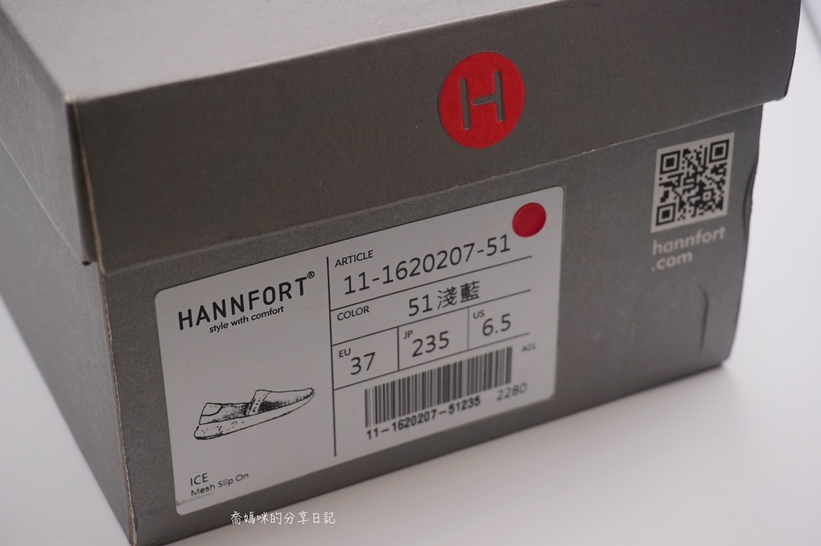 H
hannfort
.com
HANNFORT®
style with comfort
ICE
Mesh Slip On
ARTICLE
11-1620207-51
COLOR
51淺藍
EU
37
JP
235
US
6.5
A01
11-1620207-51235
2280
喬媽咪的分享日記